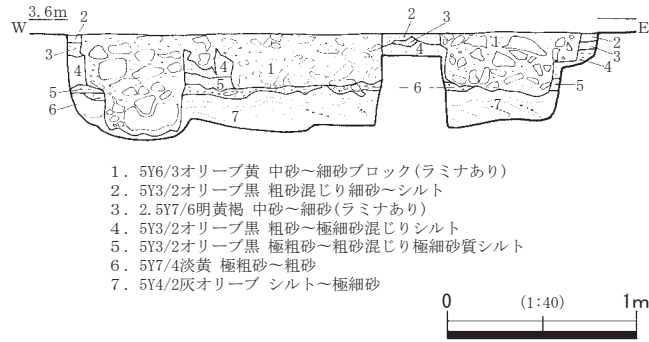 3.6m
W
E
2
3
4
5
6
1
4
5
7
2
3
4
6
1
2
3
4
5
7
1. 5Y6/3オリーブ黄 中砂～細砂ブロック(ラミナあり)
2. 5Y3/2オリーブ黒 粗砂混じり細砂～シルト
3. 2.5Y7/6明黄褐 中砂～細砂(ラミナあり)
4. 5Y3/2オリーブ黒 粗砂～極細砂混じりシルト
5. 5Y3/2オリーブ黒 極粗砂～粗砂混じり極細砂質シルト
6. 5Y7/4淡黄 極粗砂～粗砂
7. 5Y4/2灰オリーブ シルト～極細砂
0 (1:40) 1m